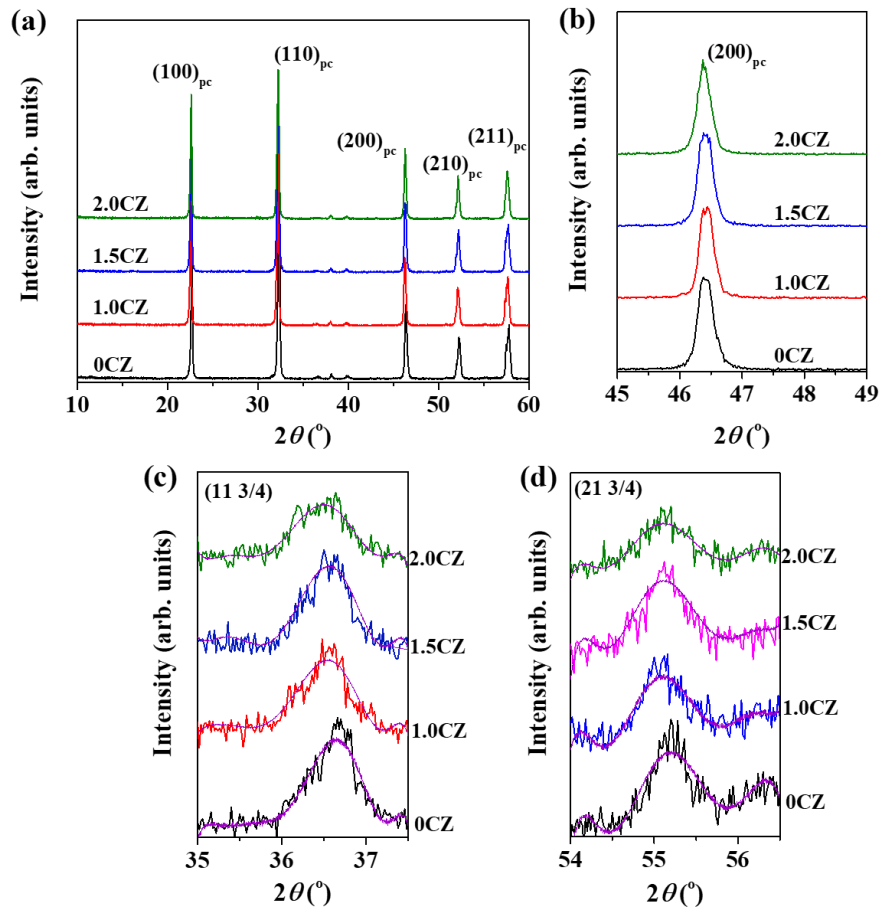 (a)
Intensity (arb. units)
(100)pc
(110)pc
(200)pc
(210)pc
(211)pc
2.0CZ
1.5CZ
1.0CZ
0CZ
10 20 30 40 50 60
2θ (°)
(b)
Intensity (arb. units)
(200)pc
2.0CZ
1.5CZ
1.0CZ
0CZ
45 46 47 48 49
2θ (°)
(c)
Intensity (arb. units)
(11 3/4)
2.0CZ
1.5CZ
1.0CZ
0CZ
35 36 37
2θ (°)
(d)
Intensity (arb. units)
(21 3/4)
2.0CZ
1.5CZ
1.0CZ
0CZ
54 55 56
2θ (°)